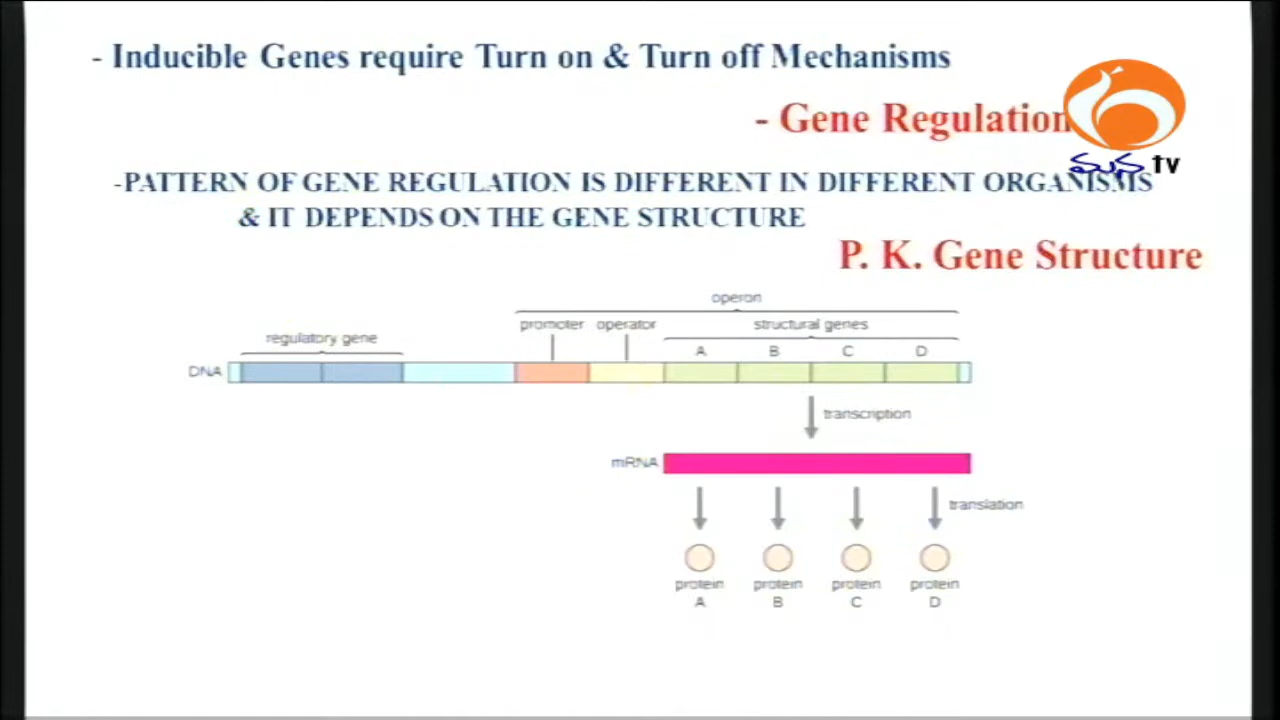 - Inducible Genes require Turn on & Turn off Mechanisms
- Gene Regulation
మన tv
-PATTERN OF GENE REGULATION IS DIFFERENT IN DIFFERENT ORGANISMS
& IT DEPENDS ON THE GENE STRUCTURE
P. K. Gene Structure
operon
promoter operator structural genes
regulatory gene
A B C D
DNA
transcription
mRNA
translation
protein protein protein protein
A B C D